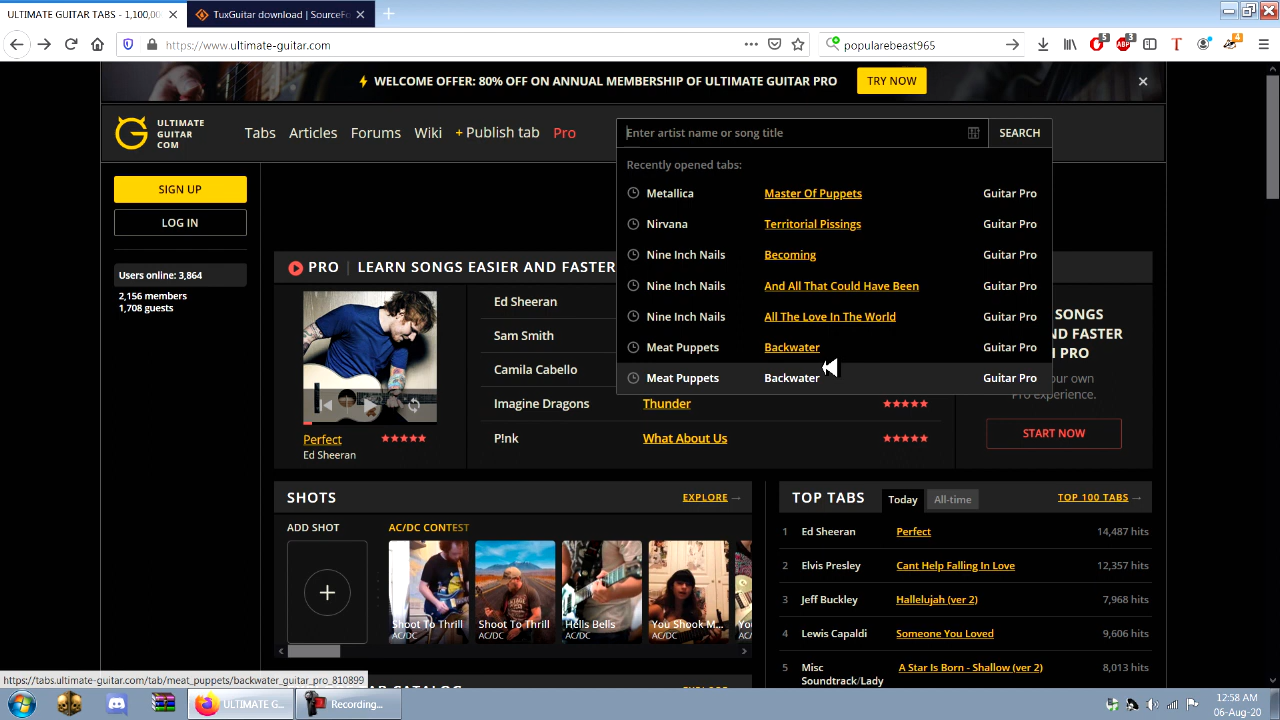 ULTIMATE GUITAR TABS - 1,100,00
TuxGuitar download | SourceFo
https://www.ultimate-guitar.com
popularebeast965
5
3
4
WELCOME OFFER: 80% OFF ON ANNUAL MEMBERSHIP OF ULTIMATE GUITAR PRO
TRY NOW
ULTIMATE
GUITAR
COM
Tabs Articles Forums Wiki + Publish tab Pro
Enter artist name or song title
SEARCH
Recently opened tabs:
Metallica Master Of Puppets Guitar Pro
Nirvana Territorial Pissings Guitar Pro
Nine Inch Nails Becoming Guitar Pro
Nine Inch Nails And All That Could Have Been Guitar Pro
Nine Inch Nails All The Love In The World Guitar Pro
Meat Puppets Backwater Guitar Pro
Meat Puppets Backwater Guitar Pro
SIGN UP
LOG IN
Users online: 3,864
2,156 members
1,708 guests
PRO | LEARN SONGS EASIER AND FASTER
Ed Sheeran
Sam Smith
Camila Cabello
Imagine Dragons Thunder
P!nk What About Us
Perfect
Ed Sheeran
SONGS
ND FASTER
PRO
your own
Pro experience.
START NOW
SHOTS
EXPLORE →
ADD SHOT
AC/DC CONTEST
Shoot To Thrill
AC/DC
Shoot To Thrill
AC/DC
Hells Bells
AC/DC
You Shook M...
AC/DC
TOP TABS
Today
All-time
TOP 100 TABS →
1 Ed Sheeran Perfect 14,487 hits
2 Elvis Presley Cant Help Falling In Love 12,357 hits
3 Jeff Buckley Hallelujah (ver 2) 7,968 hits
4 Lewis Capaldi Someone You Loved 9,606 hits
5 Misc Soundtrack/Lady A Star Is Born - Shallow (ver 2) 8,013 hits
https://tabs.ultimate-guitar.com/tab/meat_puppets/backwater_guitar_pro_810899
ULTIMATE G...
Recording...
12:58 AM
06-Aug-20